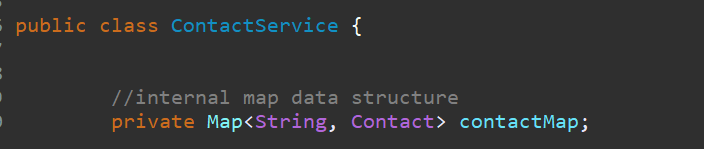 public class ContactService {
//internal map data structure
private Map<String, Contact> contactMap;